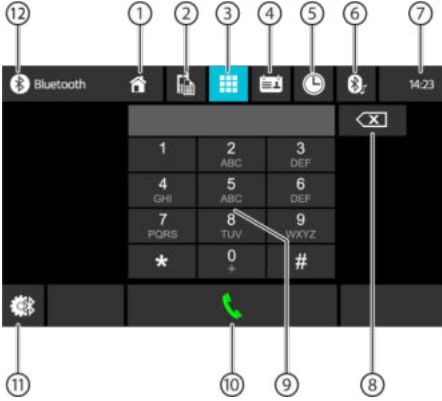 12 1 2 3 4 5 6 7
Bluetooth 14:23
1 2 3
ABC DEF
4 5 6
GHI ABC DEF
7 8 9
PQRS TUV WXYZ
* 0 #
+
11 10 9 8